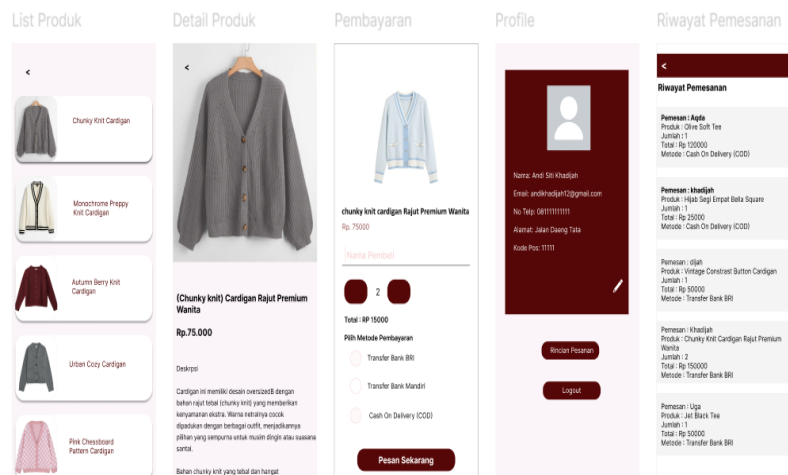 List Produk
Detail Produk
Pembayaran
Profile
Riwayat Pemesanan
<
Chunky Knit Cardigan
Monochrome Preppy
Knit Cardigan
Autumn Berry Knit
Cardigan
Urban Cozy Cardigan
Pink Chessboard
Pattern Cardigan
<
(Chunky knit) Cardigan Rajut Premium
Wanita
Rp.75.000
Deskrpsi
Cardigan ini memiliki desain oversizedB dengan
bahan rajut tebal (chunky knit) yang memberikan
kenyamanan ekstra. Warna netralnya cocok
dipadukan dengan berbagai outfit, menjadikannya
pilihan yang sempurna untuk musim dingin atau suasana
santai.
Bahan chunky knit yang tebal dan hangat
chunky knit cardigan Rajut Premium Wanita
Rp. 75000
Nama Pembeli
2
Total : RP 15000
Pilih Metode Pembayaran
Transfer Bank BRI
Transfer Bank Mandiri
Cash On Delivery (COD)
Pesan Sekarang
Nama: Andi Siti Khadijah
Email: andikhadijah12@gmail.com
No Telp: 081111111111
Alamat: Jalan Daeng Tata
Kode Pos: 11111
Rincian Pesanan
Logout
<
Riwayat Pemesanan
Pemesan : Aqda
Produk : Olive Soft Tee
Jumlah : 1
Total : Rp 120000
Metode : Cash On Delivery (COD)
Pemesan : khadijah
Produk : Hijab Segi Empat Bella Square
Jumlah : 1
Total : Rp 25000
Metode : Cash On Delivery (COD)
Pemesan : dijah
Produk : Vintage Constrast Button Cardigan
Jumlah : 1
Total : Rp 50000
Metode : Transfer Bank BRI
Pemesan : Khadijah
Produk : Chunky Knit Cardigan Rajut Premium
Wanita
Jumlah : 2
Total : Rp 150000
Metode : Transfer Bank BRI
Pemesan : Uga
Produk : Jet Black Tee
Jumlah : 1
Total : Rp 50000
Metode : Transfer Bank BRI